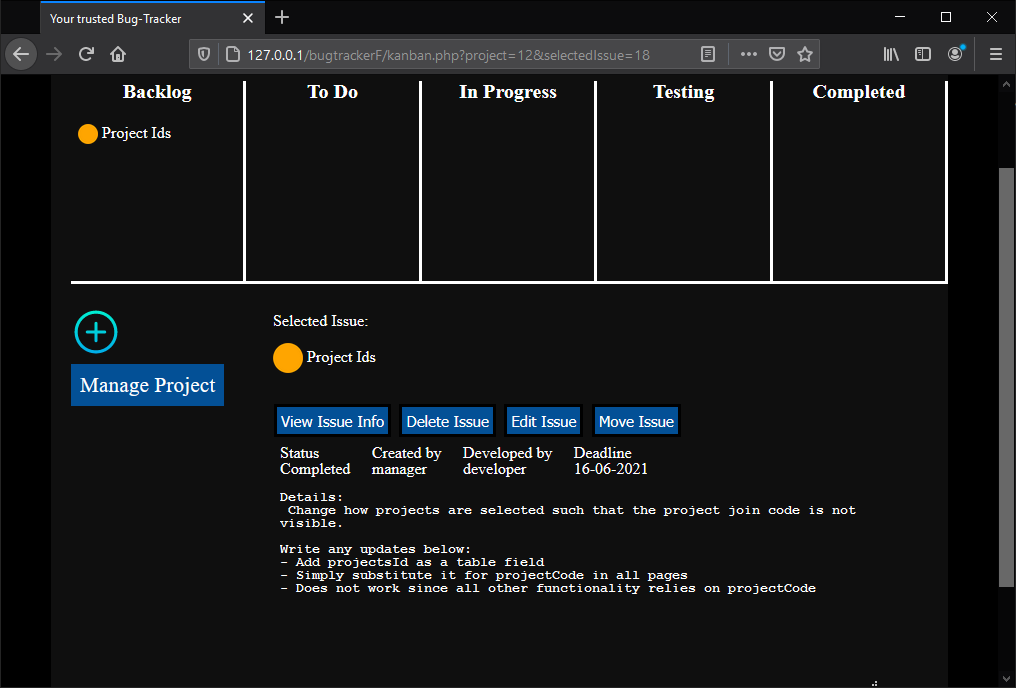 Your trusted Bug-Tracker
127.0.0.1/bugtrackerF/kanban.php?project=12&selectedIssue=18
Backlog To Do In Progress Testing Completed
Project Ids
Selected Issue:
Project Ids
Manage Project
View Issue Info Delete Issue Edit Issue Move Issue
Status Created by Developed by Deadline
Completed manager developer 16-06-2021
Details:
Change how projects are selected such that the project join code is not
visible.
Write any updates below:
- Add projectsId as a table field
- Simply substitute it for projectCode in all pages
- Does not work since all other functionality relies on projectCode